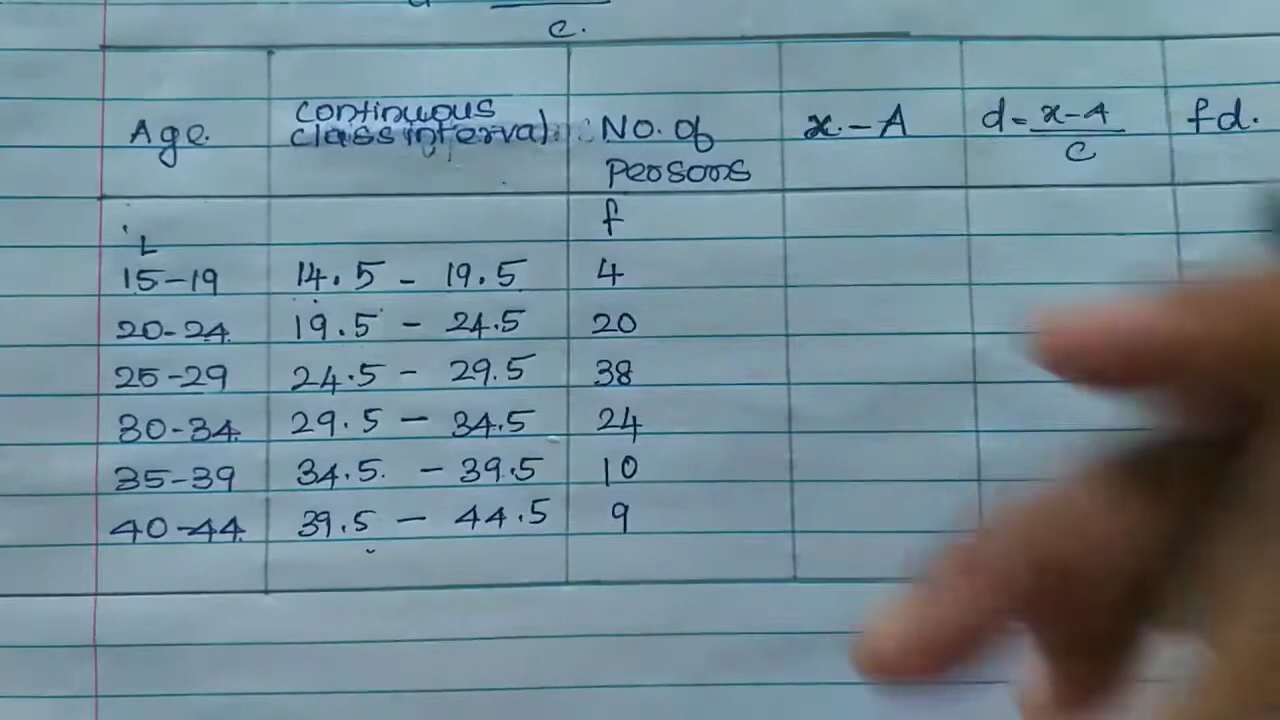 c.
Age. continuous class interval. No. of Persons x - A d = x-A/c fd.
f
L
15-19 14.5 - 19.5 4
20-24 19.5 - 24.5 20
25-29 24.5 - 29.5 38
30-34 29.5 - 34.5 24
35-39 34.5 - 39.5 10
40-44 39.5 - 44.5 9